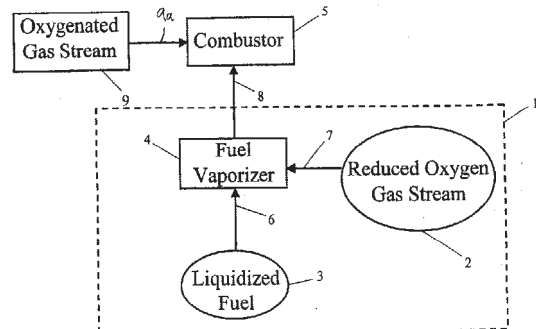 Oxygenated
Gas Stream
9a
Combustor
5
9
8
1
4
Fuel
Vaporizer
7
Reduced Oxygen
Gas Stream
6
2
Liquidized
Fuel
3